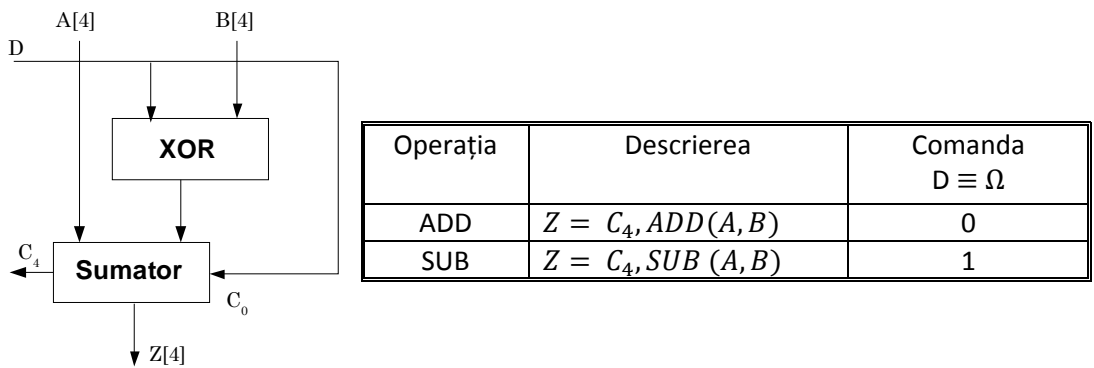 A[4] B[4]
D
XOR
C₄
Sumator
C₀
Z[4]
Operația Descrierea Comanda
D ≡ Ω
ADD Z = C₄, ADD(A, B) 0
SUB Z = C₄, SUB (A, B) 1